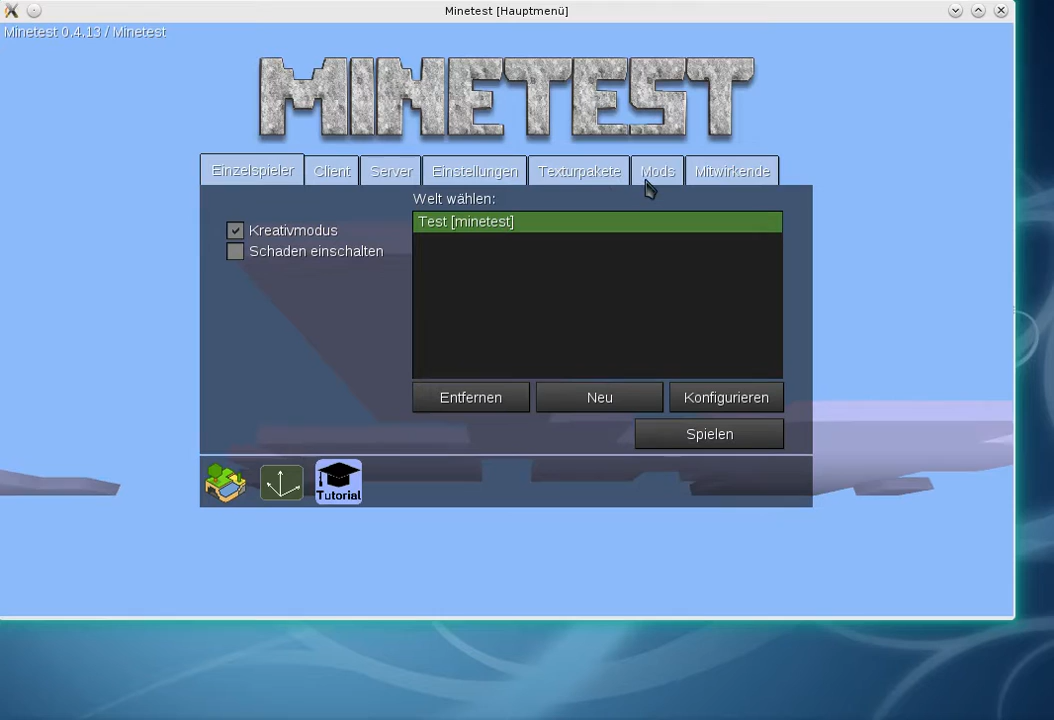 Minetest [Hauptmenü]
Minetest 0.4.13 / Minetest
MINETEST
Einzelspieler Client Server Einstellungen Texturpakete Mods Mitwirkende
Welt wählen:
Test [minetest]
Kreativmodus
Schaden einschalten
Entfernen Neu Konfigurieren
Spielen
Tutorial